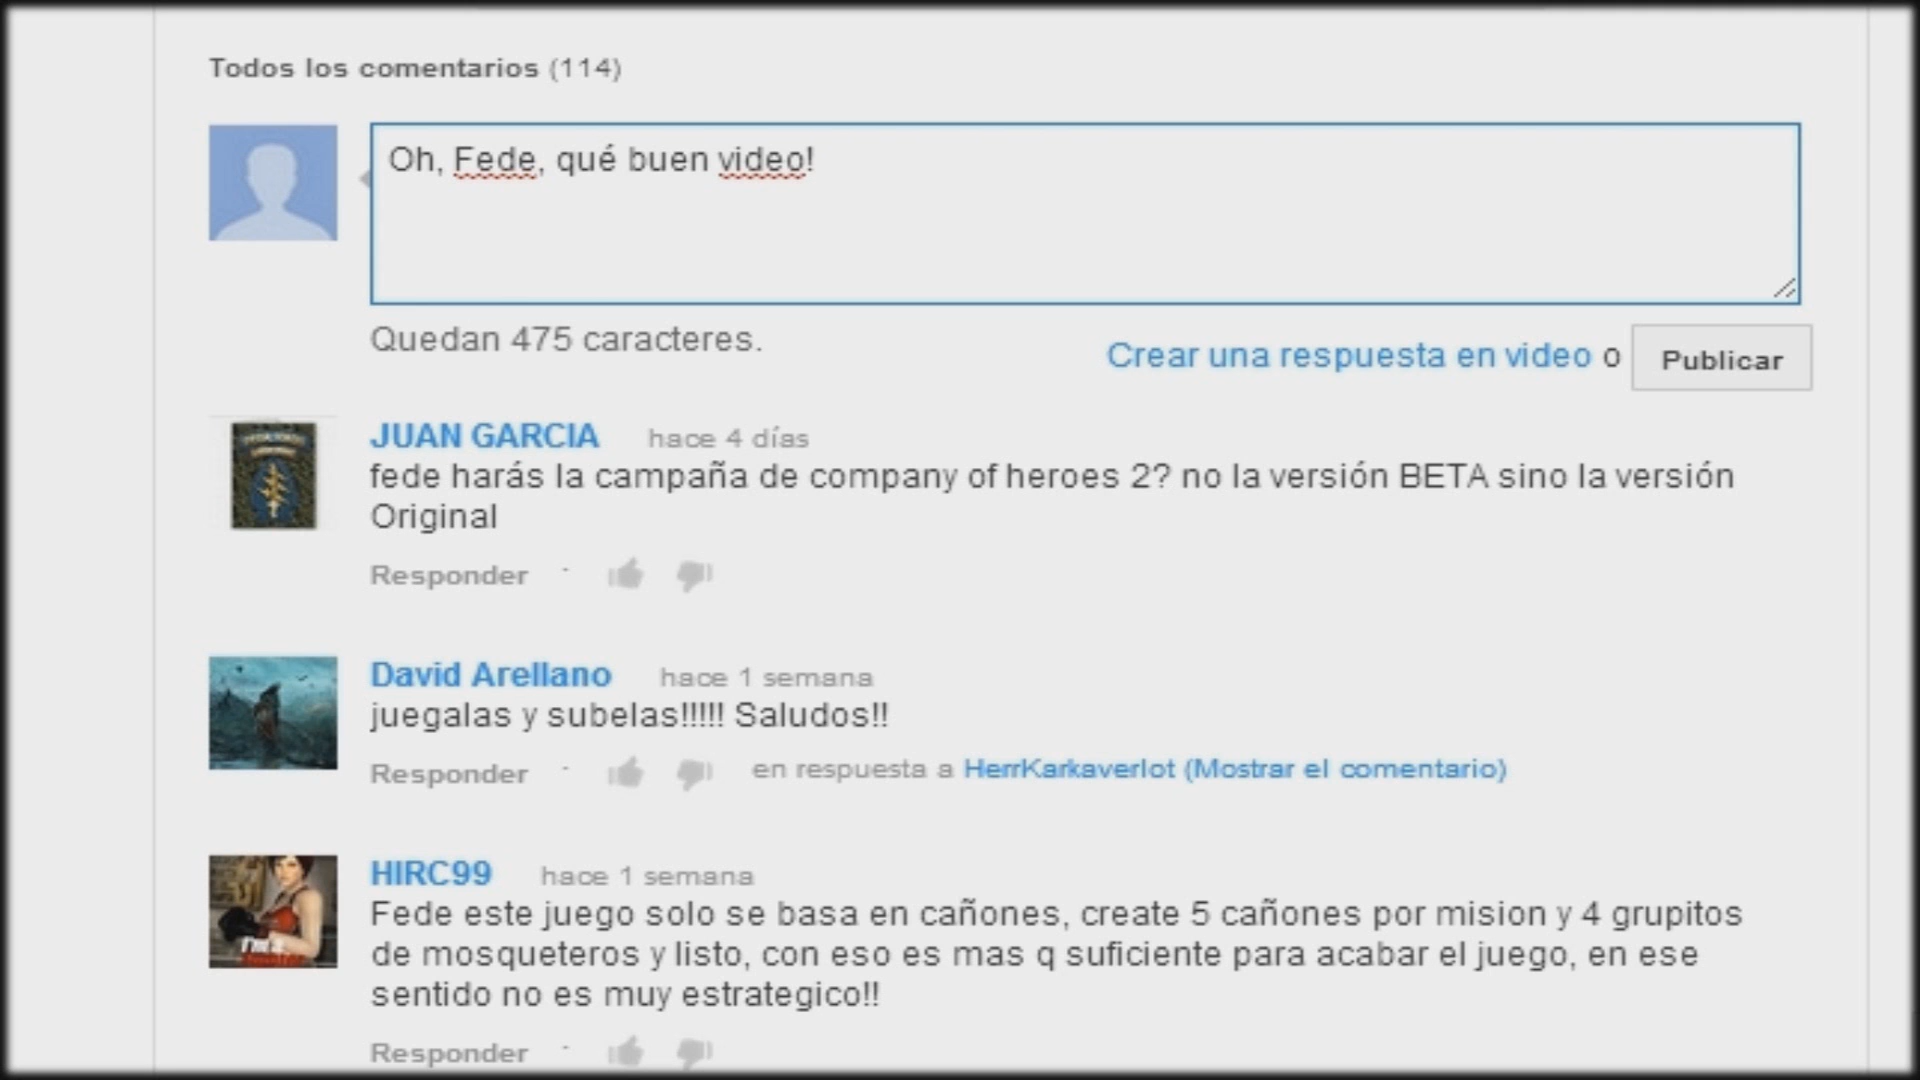 Todos los comentarios (114)
Oh, Fede, qué buen video!
Quedan 475 caracteres.
Crear una respuesta en video o Publicar
JUAN GARCIA hace 4 días
fede harás la campaña de company of heroes 2? no la versión BETA sino la versión
Original
Responder
David Arellano hace 1 semana
juegalas y subelas!!!!! Saludos!!
Responder en respuesta a HerrKarkaverlot (Mostrar el comentario)
HIRC99 hace 1 semana
Fede este juego solo se basa en cañones, create 5 cañones por mision y 4 grupitos
de mosqueteros y listo, con eso es mas q suficiente para acabar el juego, en ese
sentido no es muy estrategico!!
I'm a
Responder